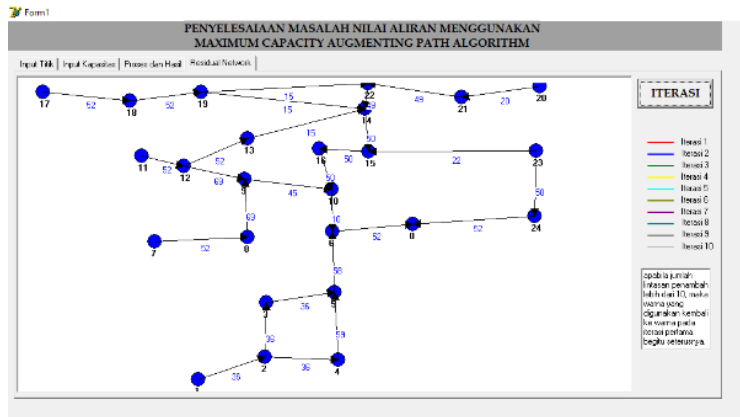 Form1
PENYELESAIAAN MASALAH NILAI ALIRAN MENGGUNAKAN
MAXIMUM CAPACITY AUGMENTING PATH ALGORITHM
Input Titik | Input Kapasitas | Proses dan Hasil | Residual Network
ITERASI
17 52 18 52 19 15 15 22 49 21 20 20
14
13 15 16 50 15 50 22 23
11 52 12 52
69 9 45 10 50 50
69 16
7 52 8 6 52 0 52 24
58
3 36 5
36 59
1 36 2 36 4
Iterasi 1
Iterasi 2
Iterasi 3
Iterasi 4
Iterasi 5
Iterasi 6
Iterasi 7
Iterasi 8
Iterasi 9
Iterasi 10
apabila jumlah
lintasan penambah
lebih dari 10, maka
warna yang
digunakan kembali
ke warna pada
iterasi pertama.
begitu seterusnya.